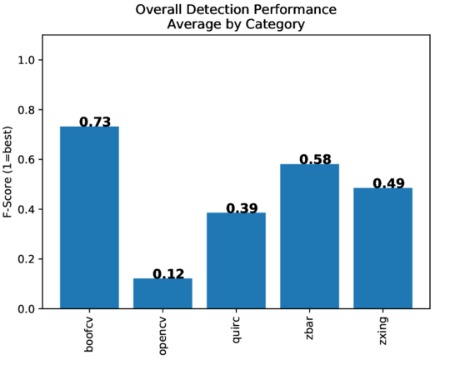 Overall Detection Performance
Average by Category
F-Score (1=best)
1.0
0.8
0.6
0.4
0.2
0.0
0.73
0.12
0.39
0.58
0.49
boofcv
opencv
quirc
zbar
zxing